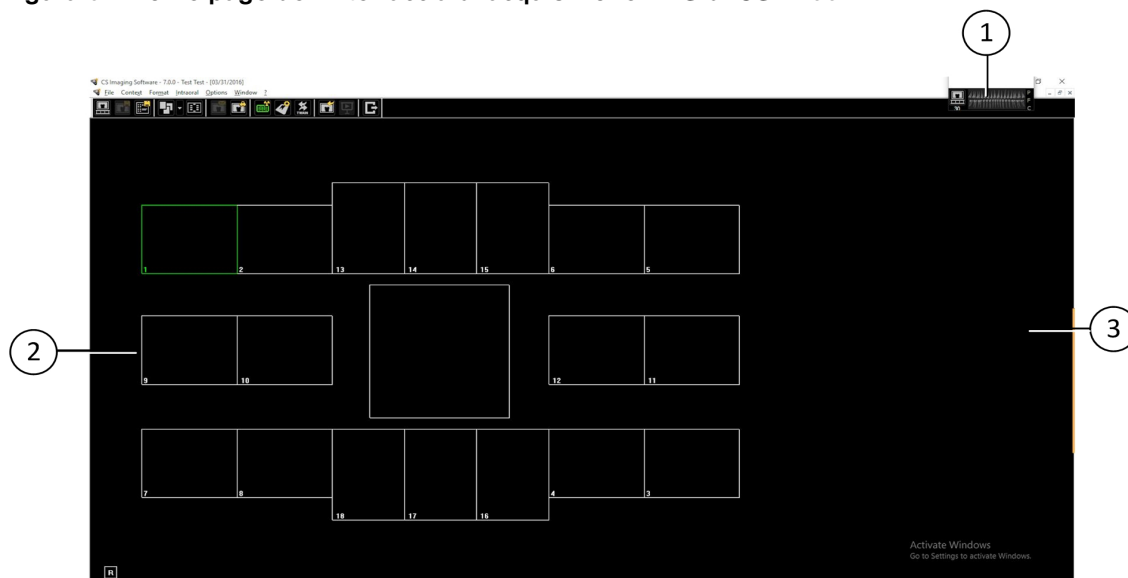 1
CS Imaging Software - 7.0.0 - Test Test - [03/31/2016]
File Context Format Intraoral Options Window ?
P
P
C
1
2
13
14
15
6
5
2
3
9
10
12
11
7
8
18
17
16
4
3
Activate Windows
Go to Settings to activate Windows.
R